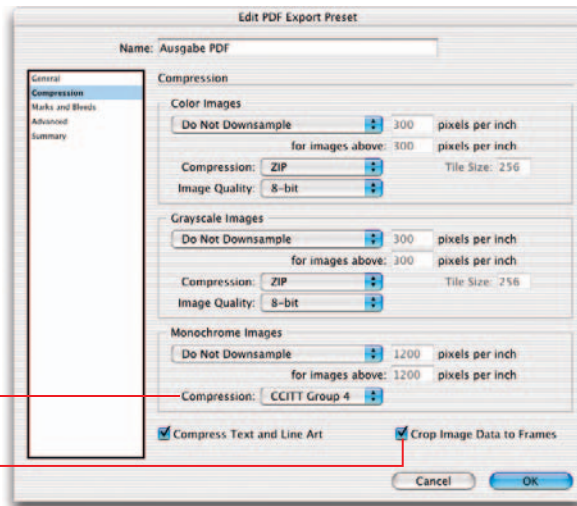 Edit PDF Export Preset
Name: Ausgabe PDF
General
Compression
Marks and Bleeds
Advanced
Summary
Compression
Color Images
Do Not Downsample 300 pixels per inch
for images above: 300 pixels per inch
Compression: ZIP Tile Size: 256
Image Quality: 8-bit
Grayscale Images
Do Not Downsample 300 pixels per inch
for images above: 300 pixels per inch
Compression: ZIP Tile Size: 256
Image Quality: 8-bit
Monochrome Images
Do Not Downsample 1200 pixels per inch
for images above: 1200 pixels per inch
Compression: CCITT Group 4
Compress Text and Line Art Crop Image Data to Frames
Cancel OK